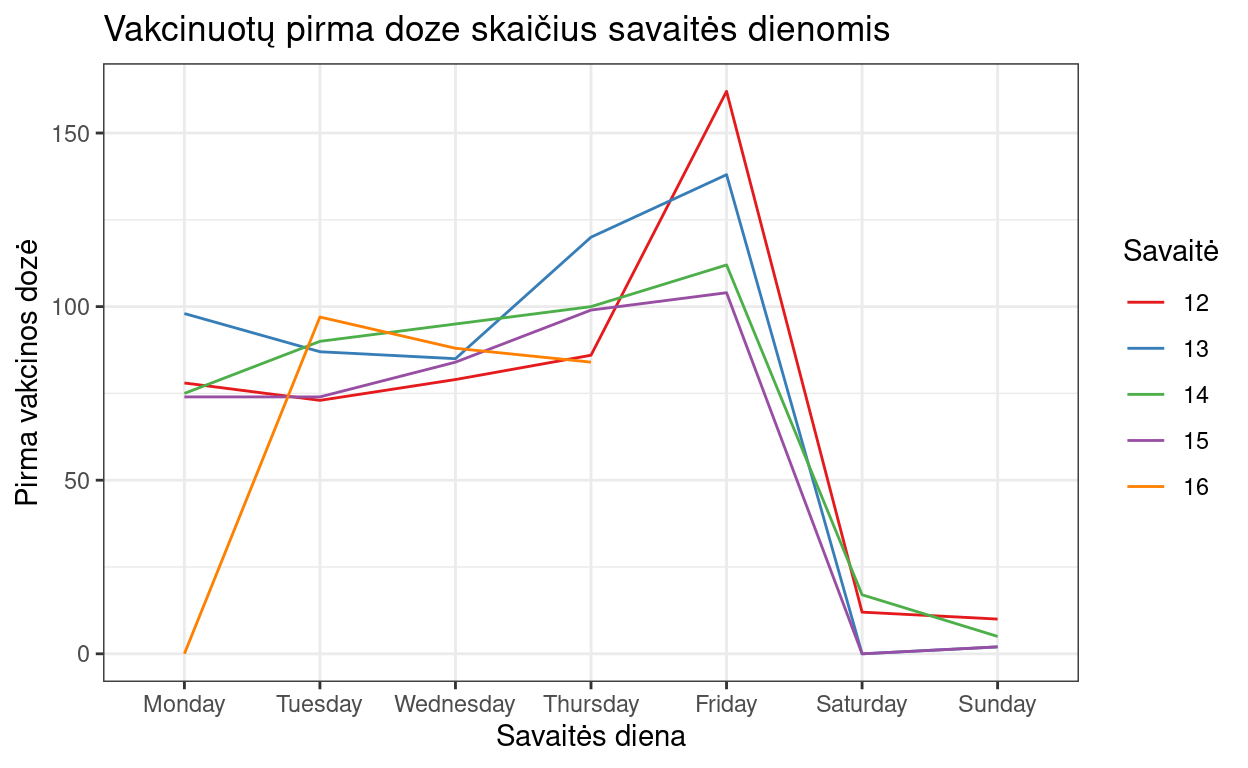 Vakcinuotų pirma doze skaičius savaitės dienomis
Pirma vakcinos dozė
150
100
50
0
Monday Tuesday Wednesday Thursday Friday Saturday Sunday
Savaitės diena
Savaitė
12
13
14
15
16